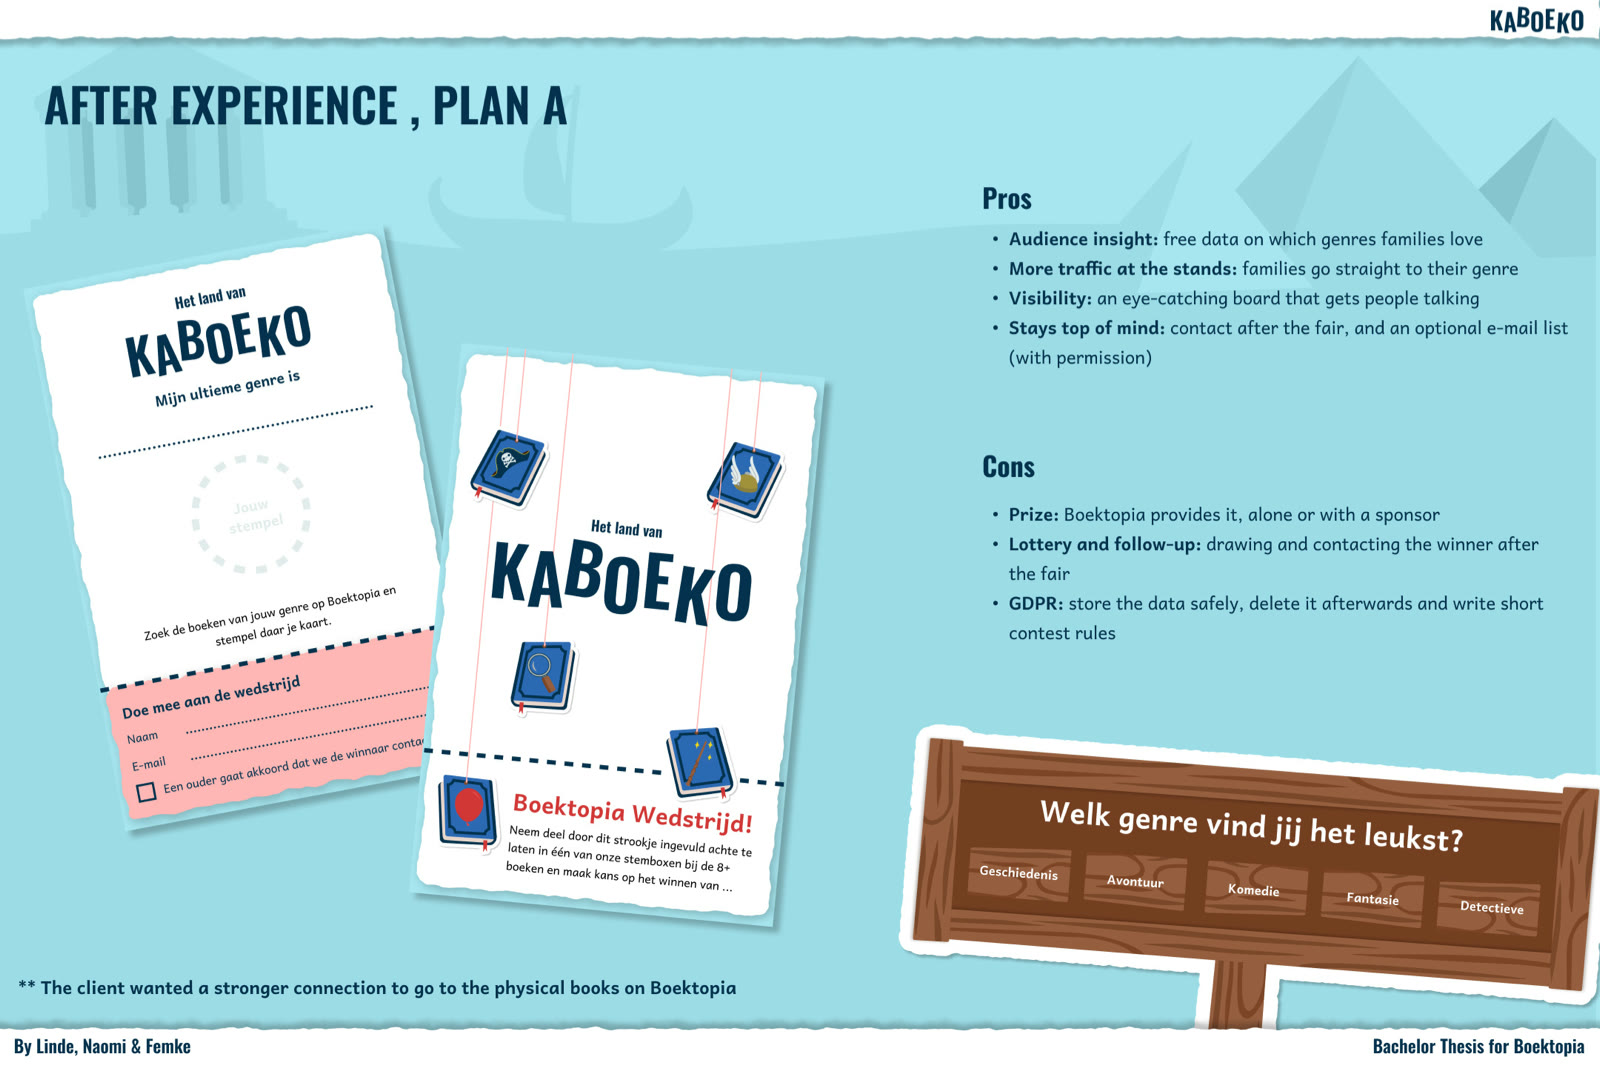 KABOEKO
AFTER EXPERIENCE , PLAN A
Het land van
KABOEKO
Mijn ultieme genre is
Jouw
stempel
Zoek de boeken van jouw genre op Boektopia en
stempel daar je kaart.
Doe mee aan de wedstrijd
Naam
E-mail
Een ouder gaat akkoord dat we de winnaar
Het land van
KABOEKO
Boektopia Wedstrijd!
Neem deel door dit strookje ingevuld achte te
laten in één van onze stemboxen bij de 8+
boeken en maak kans op het winnen van ...
Pros
• Audience insight: free data on which genres families love
• More traffic at the stands: families go straight to their genre
• Visibility: an eye-catching board that gets people talking
• Stays top of mind: contact after the fair, and an optional e-mail list
(with permission)
Cons
• Prize: Boektopia provides it, alone or with a sponsor
• Lottery and follow-up: drawing and contacting the winner after
the fair
• GDPR: store the data safely, delete it afterwards and write short
contest rules
Welk genre vind jij het leukst?
Geschiedenis
Avontuur
Komedie
Fantasie
Detectieve
** The client wanted a stronger connection to go to the physical books on Boektopia
By Linde, Naomi & Femke
Bachelor Thesis for Boektopia